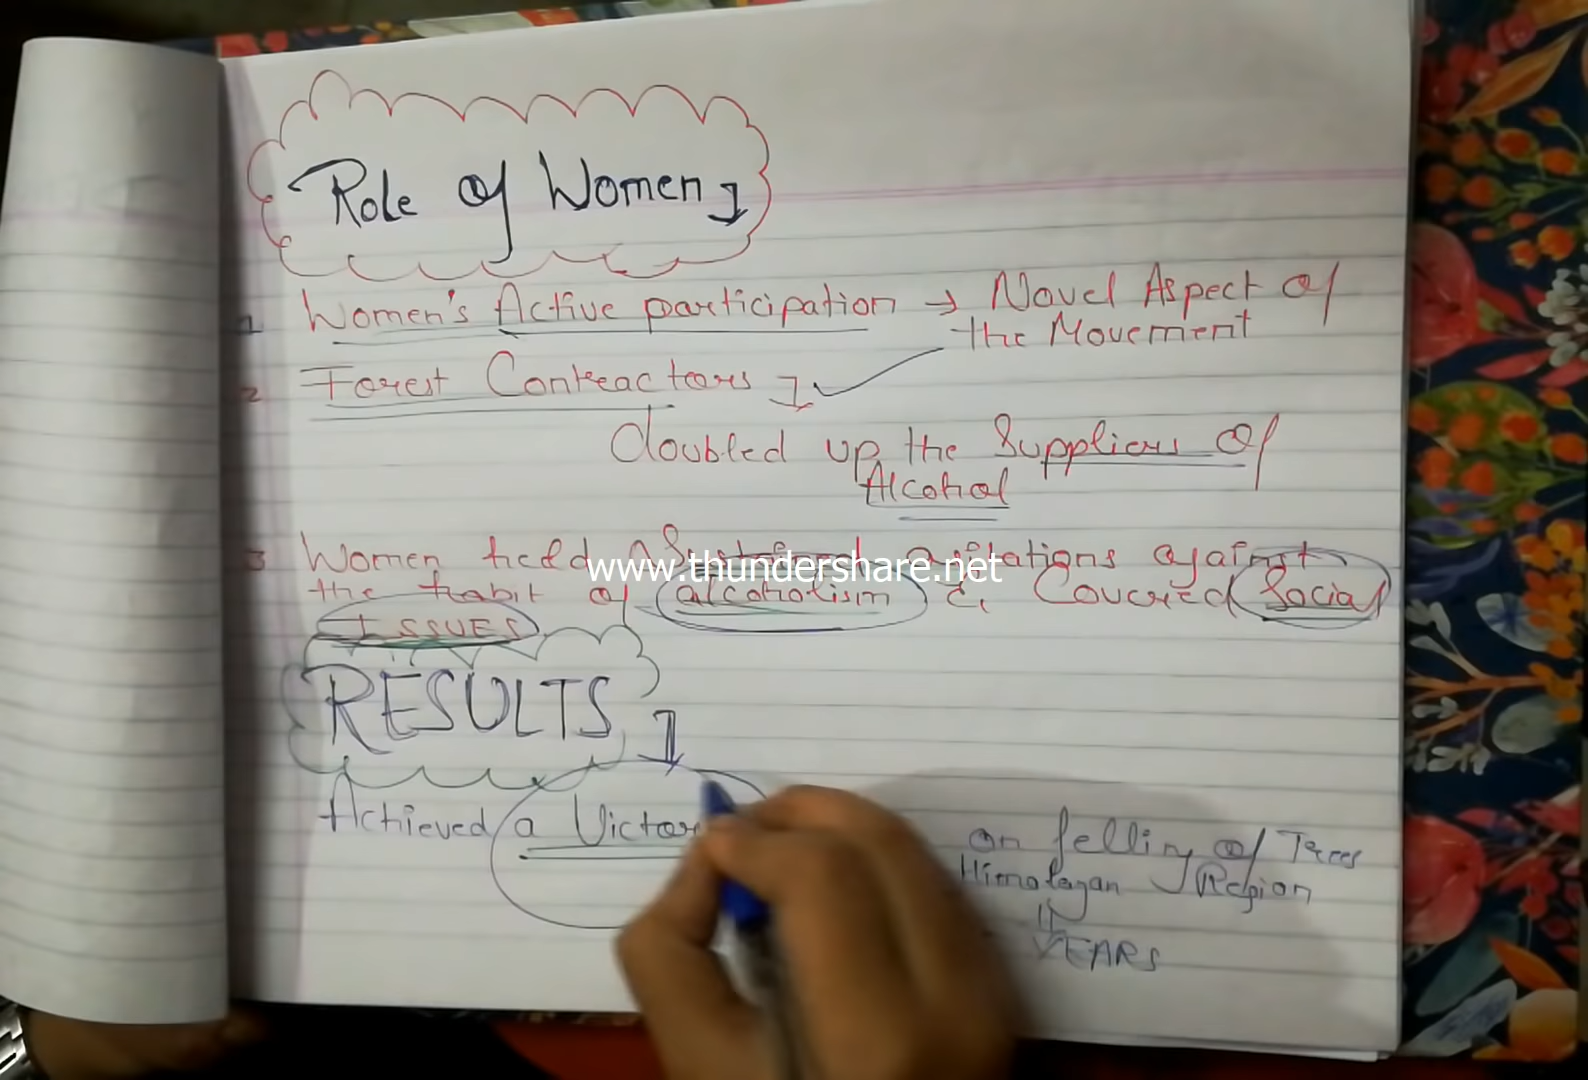 Role of Women
1 Women's Active participation → Novel Aspect of
the Movement
2 Forest Contractors
doubled up the Suppliers of
Alcohol
3 Women held agitations against
www.thundershare.net
the habit of alcoholism & Covered Social
ISSUES
RESULTS
Achieved a Victor on felling of Trees
Himalayan Region
YEARS